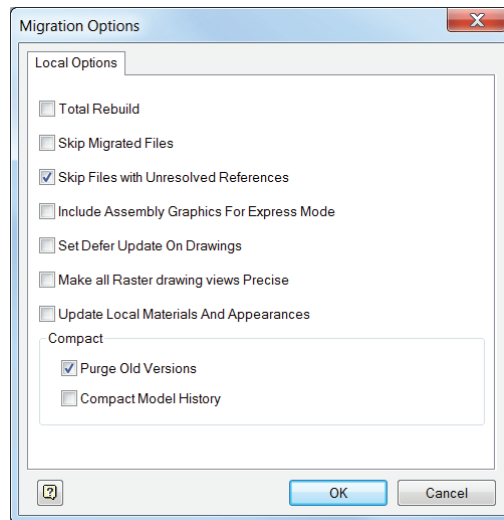 Migration Options
Local Options
Total Rebuild
Skip Migrated Files
Skip Files with Unresolved References
Include Assembly Graphics For Express Mode
Set Defer Update On Drawings
Make all Raster drawing views Precise
Update Local Materials And Appearances
Compact
Purge Old Versions
Compact Model History
?
OK
Cancel